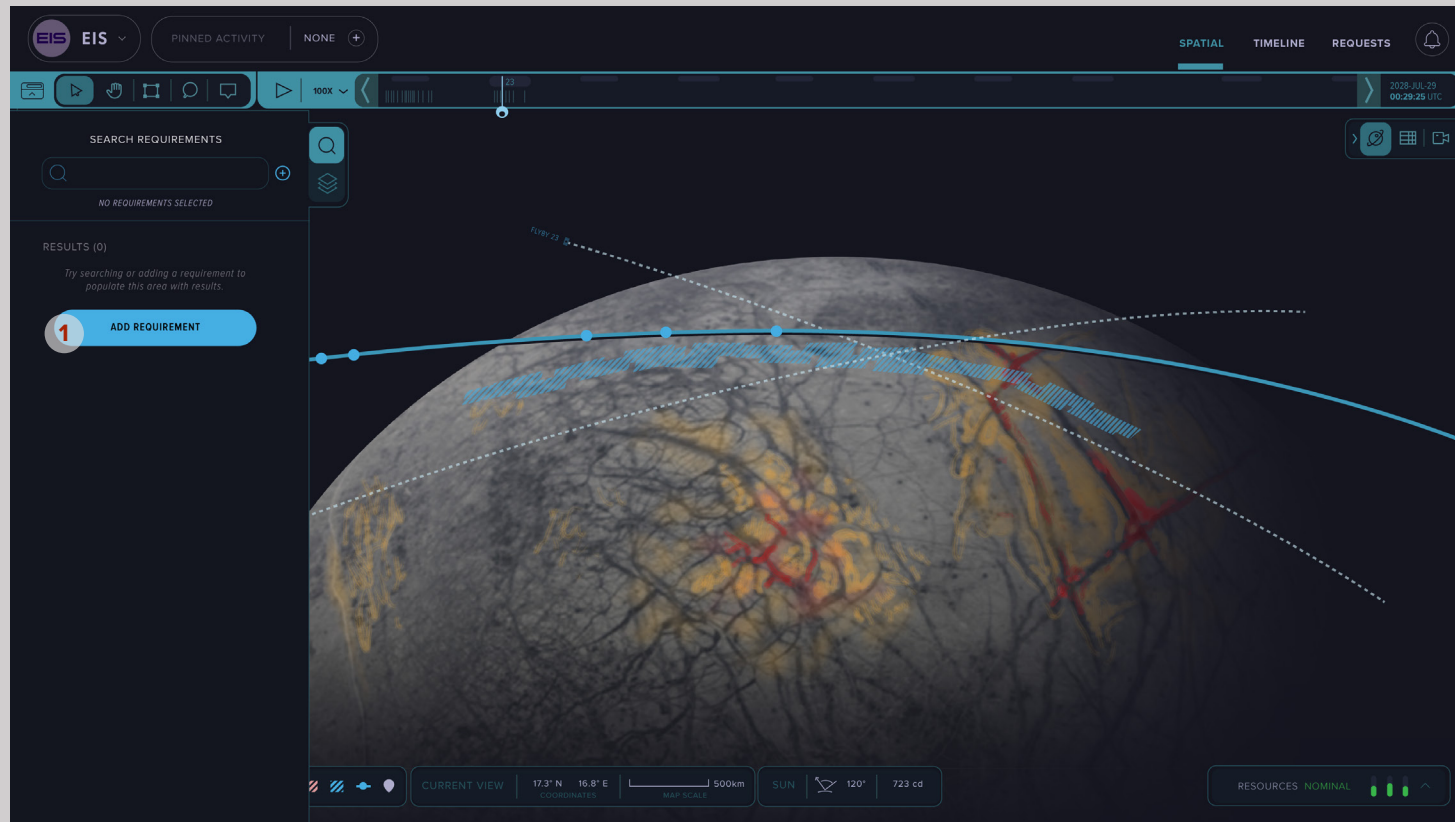 EIS EIS
PINNED ACTIVITY NONE
SPATIAL TIMELINE REQUESTS
100X
23
2028-JUL-29
00:29:25 UTC
SEARCH REQUIREMENTS
NO REQUIREMENTS SELECTED
RESULTS (0)
Try searching or adding a requirement to
populate this area with results.
1 ADD REQUIREMENT
FLYBY 23
CURRENT VIEW
17.3° N 16.8° E
COORDINATES
500km
MAP SCALE
SUN 120° 723 cd
RESOURCES NOMINAL